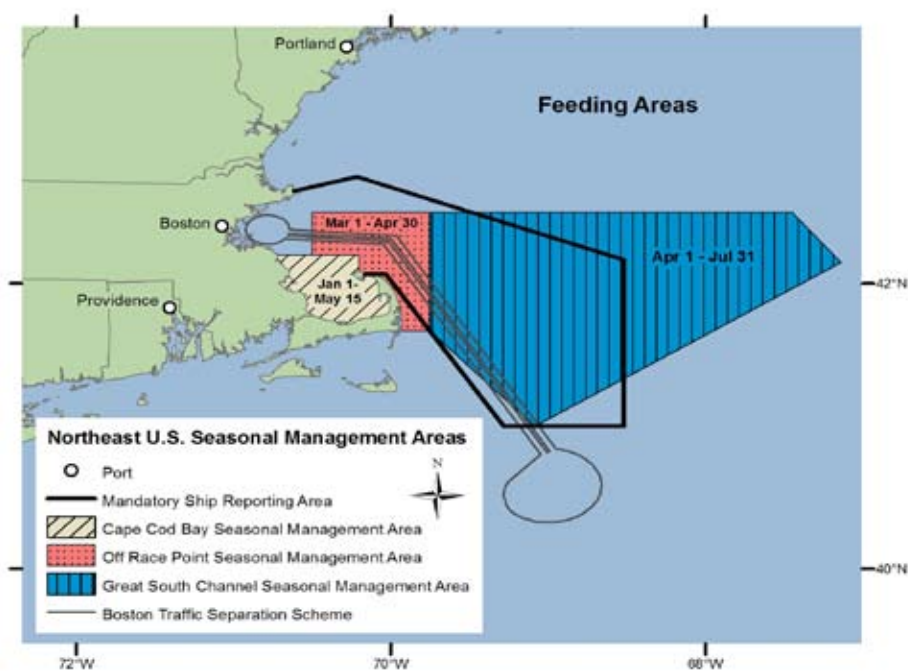 Portland
Feeding Areas
Boston
Mar 1 - Apr 30
Apr 1 - Jul 31
42°N
Jan 1-
May 15
Providence
Northeast U.S. Seasonal Management Areas
Port
N
Mandatory Ship Reporting Area
Cape Cod Bay Seasonal Management Area
Off Race Point Seasonal Management Area
Great South Channel Seasonal Management Area
Boston Traffic Separation Scheme
40°N
72°W
70°W
68°W